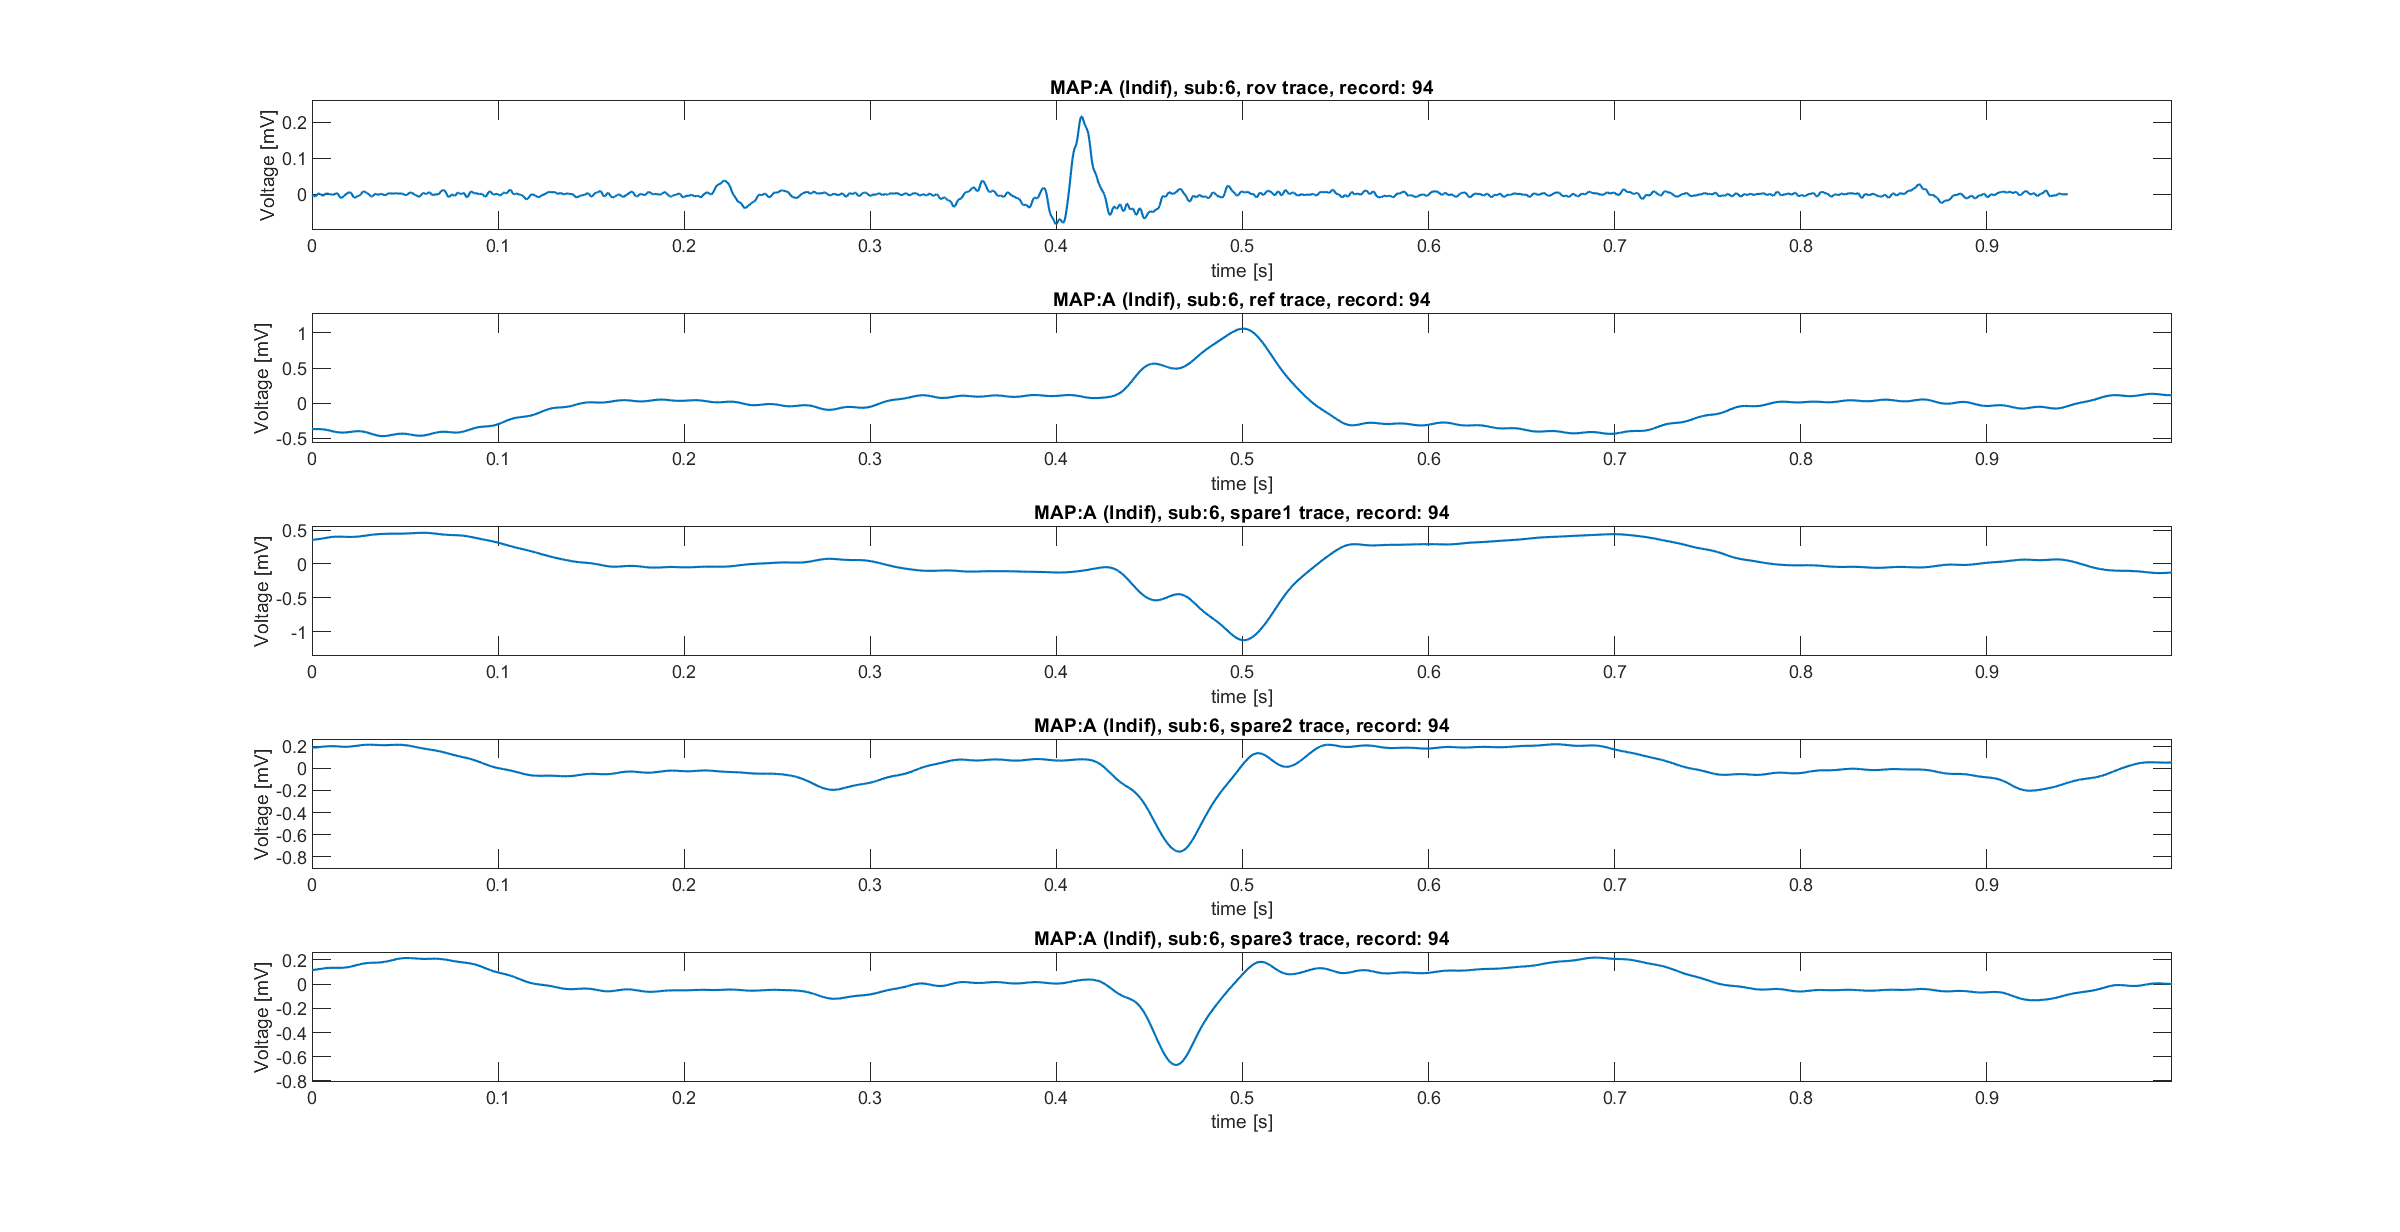 MAP:A (Indif), sub:6, rov trace, record: 94
Voltage [mV]
0.2
0.1
0
0 0.1 0.2 0.3 0.4 0.5 0.6 0.7 0.8 0.9
time [s]
MAP:A (Indif), sub:6, ref trace, record: 94
Voltage [mV]
1
0.5
0
-0.5
0 0.1 0.2 0.3 0.4 0.5 0.6 0.7 0.8 0.9
time [s]
MAP:A (Indif), sub:6, spare1 trace, record: 94
Voltage [mV]
0.5
0
-0.5
-1
0 0.1 0.2 0.3 0.4 0.5 0.6 0.7 0.8 0.9
time [s]
MAP:A (Indif), sub:6, spare2 trace, record: 94
Voltage [mV]
0.2
0
-0.2
-0.4
-0.6
-0.8
0 0.1 0.2 0.3 0.4 0.5 0.6 0.7 0.8 0.9
time [s]
MAP:A (Indif), sub:6, spare3 trace, record: 94
Voltage [mV]
0.2
0
-0.2
-0.4
-0.6
-0.8
0 0.1 0.2 0.3 0.4 0.5 0.6 0.7 0.8 0.9
time [s]